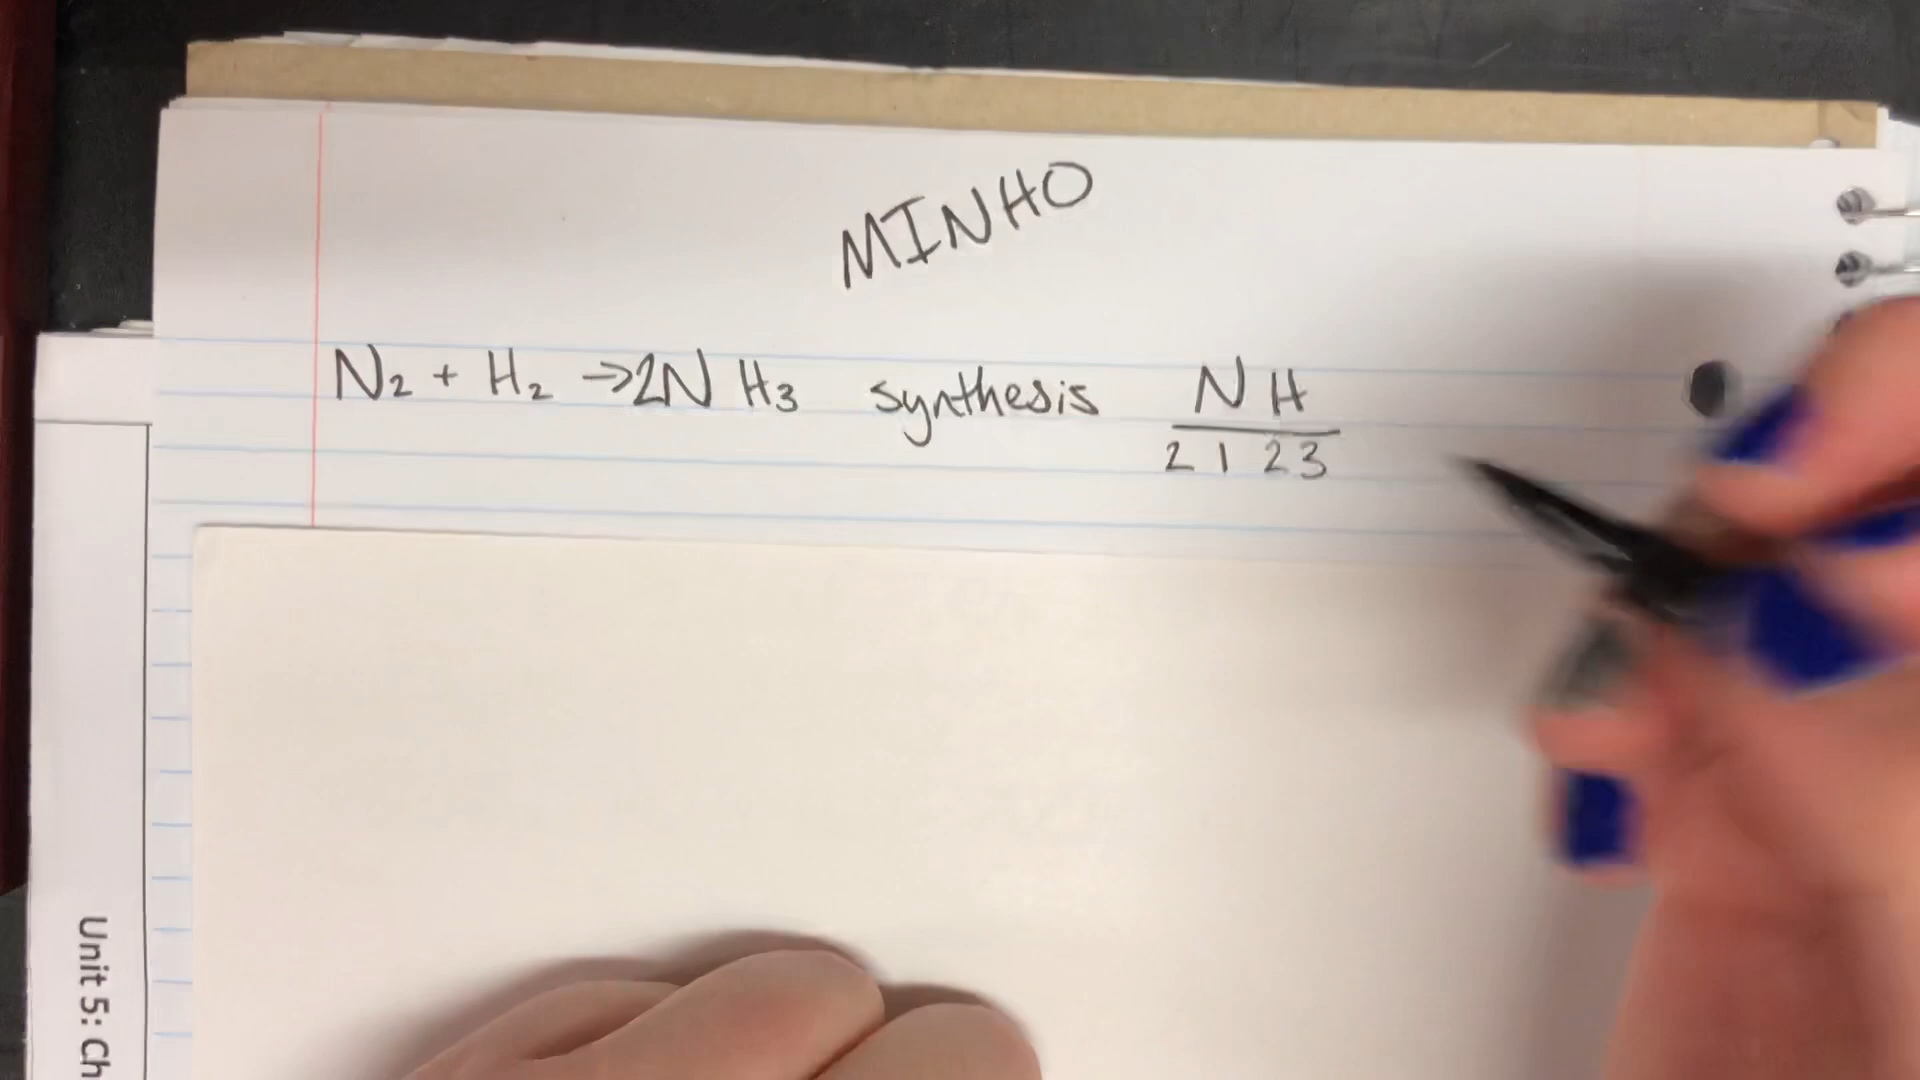 MINHO
N₂ + H₂ →2N H₃ synthesis N H
2 1 2 3
Unit 5: Ch